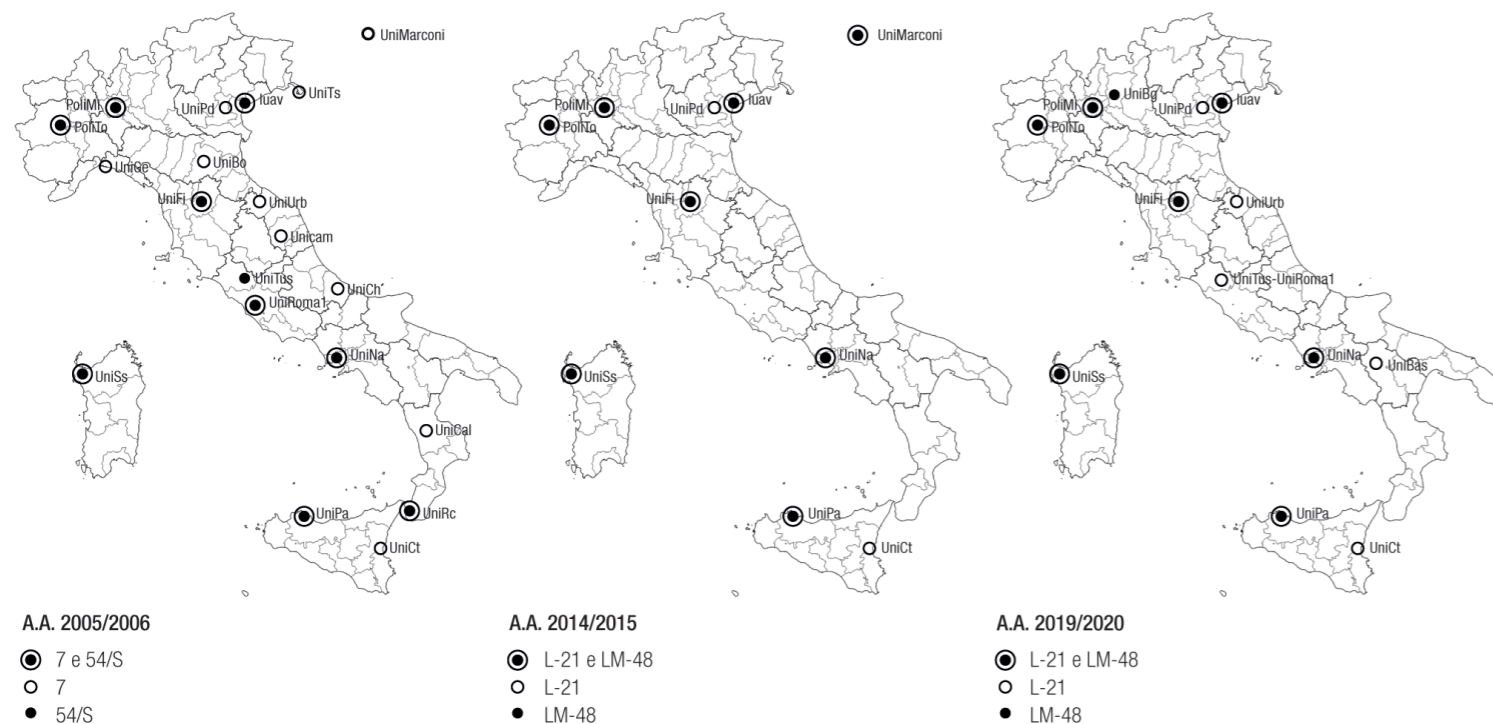 UniMarconi
UniTs
PoliMI
UniPd
Iuav
PoliTo
UniGe
UniBo
UniFi
UniUrb
Unicam
UniTus
UniCh
UniRoma1
UniNa
UniSs
UniCal
UniPa
UniRc
UniCt
A.A. 2005/2006
7 e 54/S
7
54/S
UniMarconi
PoliMI
UniPd
Iuav
PoliTo
UniFi
UniNa
UniSs
UniPa
UniCt
A.A. 2014/2015
L-21 e LM-48
L-21
LM-48
UniBg
PoliMI
UniPd
Iuav
PoliTo
UniFi
UniUrb
UniTus-UniRoma1
UniNa
UniBas
UniSs
UniPa
UniCt
A.A. 2019/2020
L-21 e LM-48
L-21
LM-48